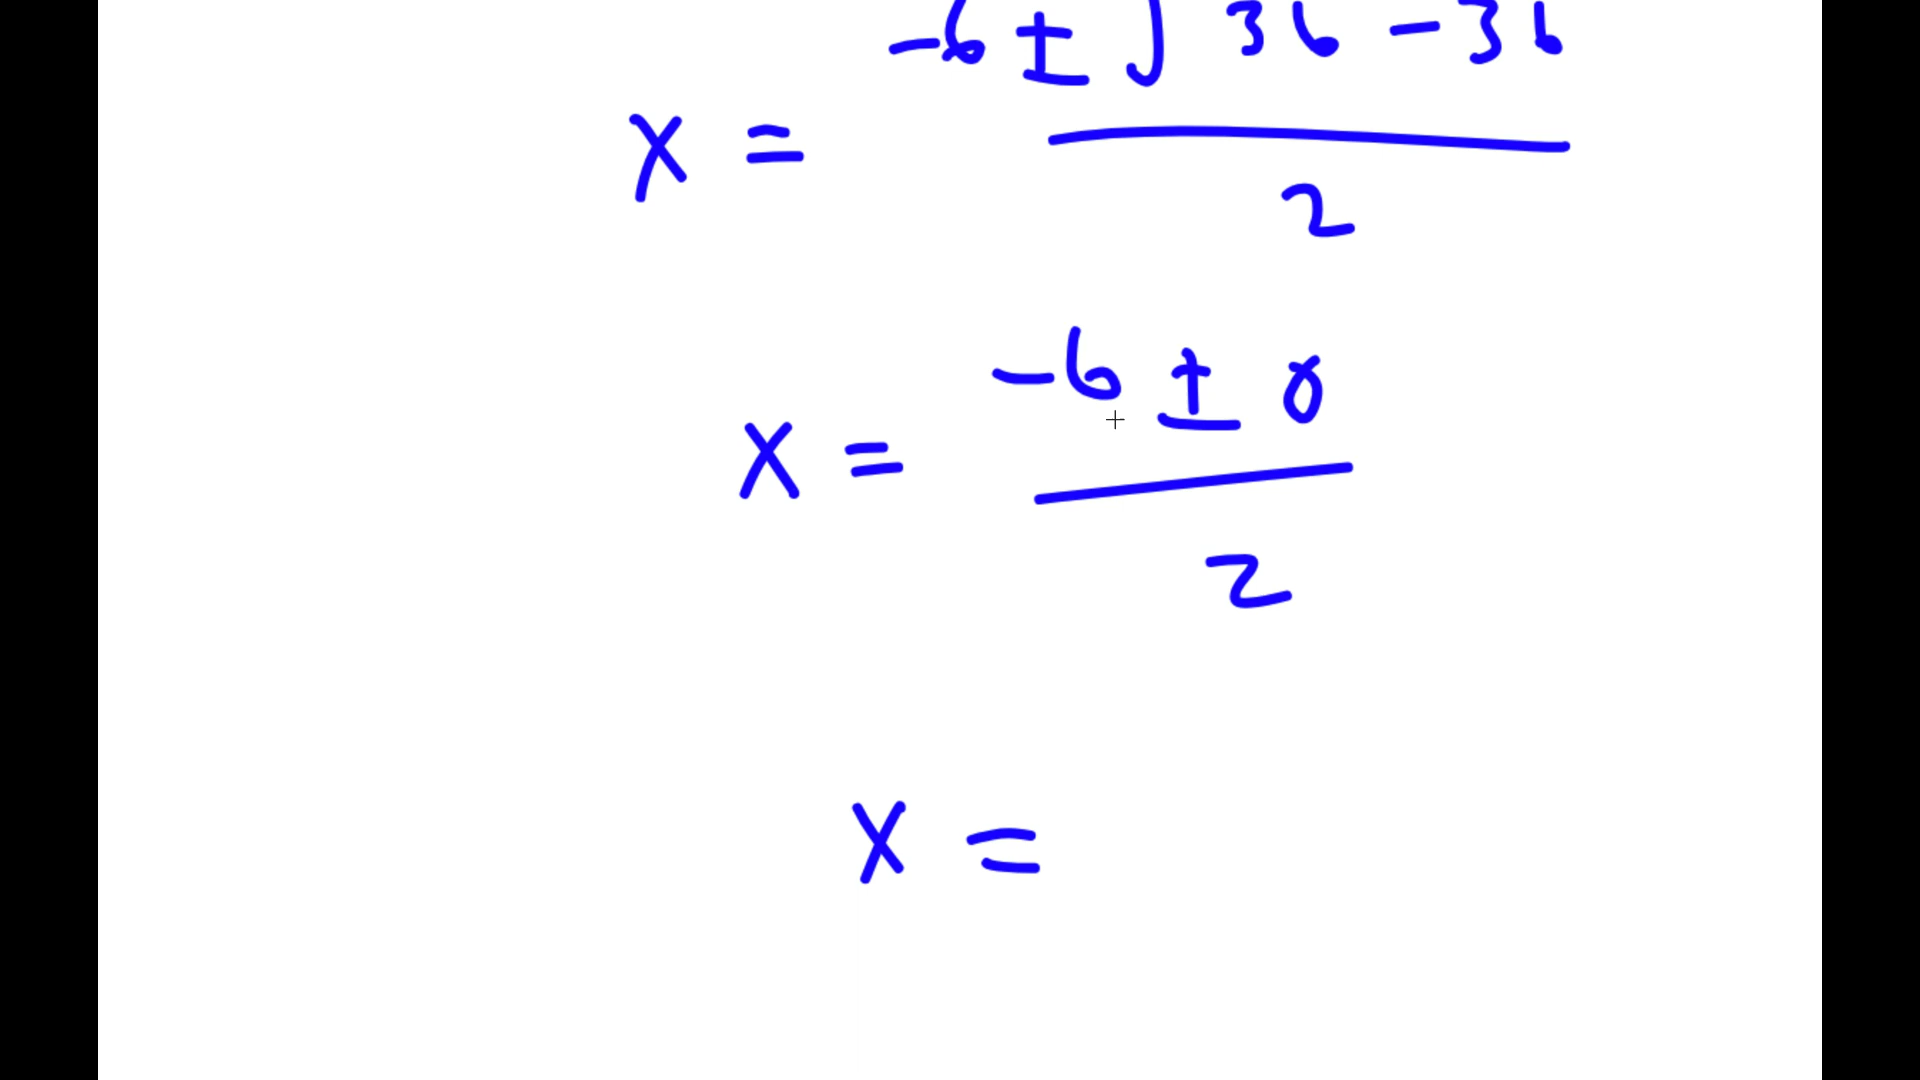 -6 ± √36 - 36
x =
2
-6 ± 0
x =
2
x =